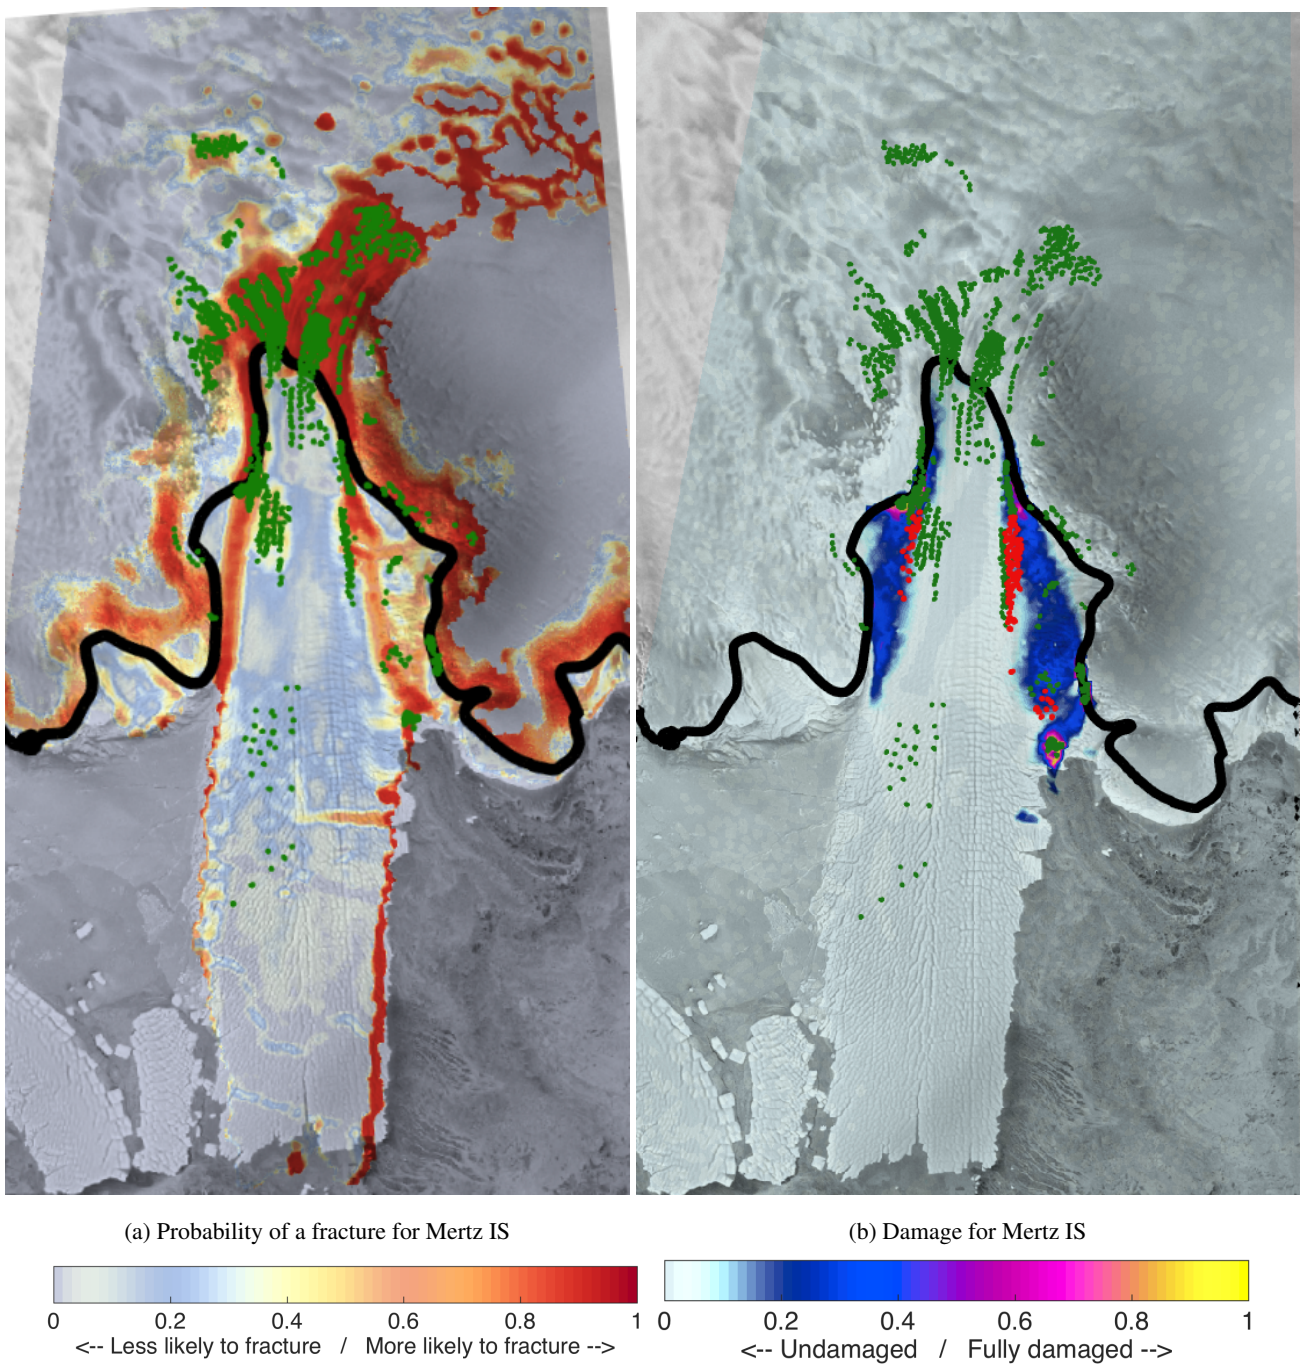 (a) Probability of a fracture for Mertz IS
(b) Damage for Mertz IS
0 0.2 0.4 0.6 0.8 1
<-- Less likely to fracture / More likely to fracture -->
0 0.2 0.4 0.6 0.8 1
<-- Undamaged / Fully damaged -->